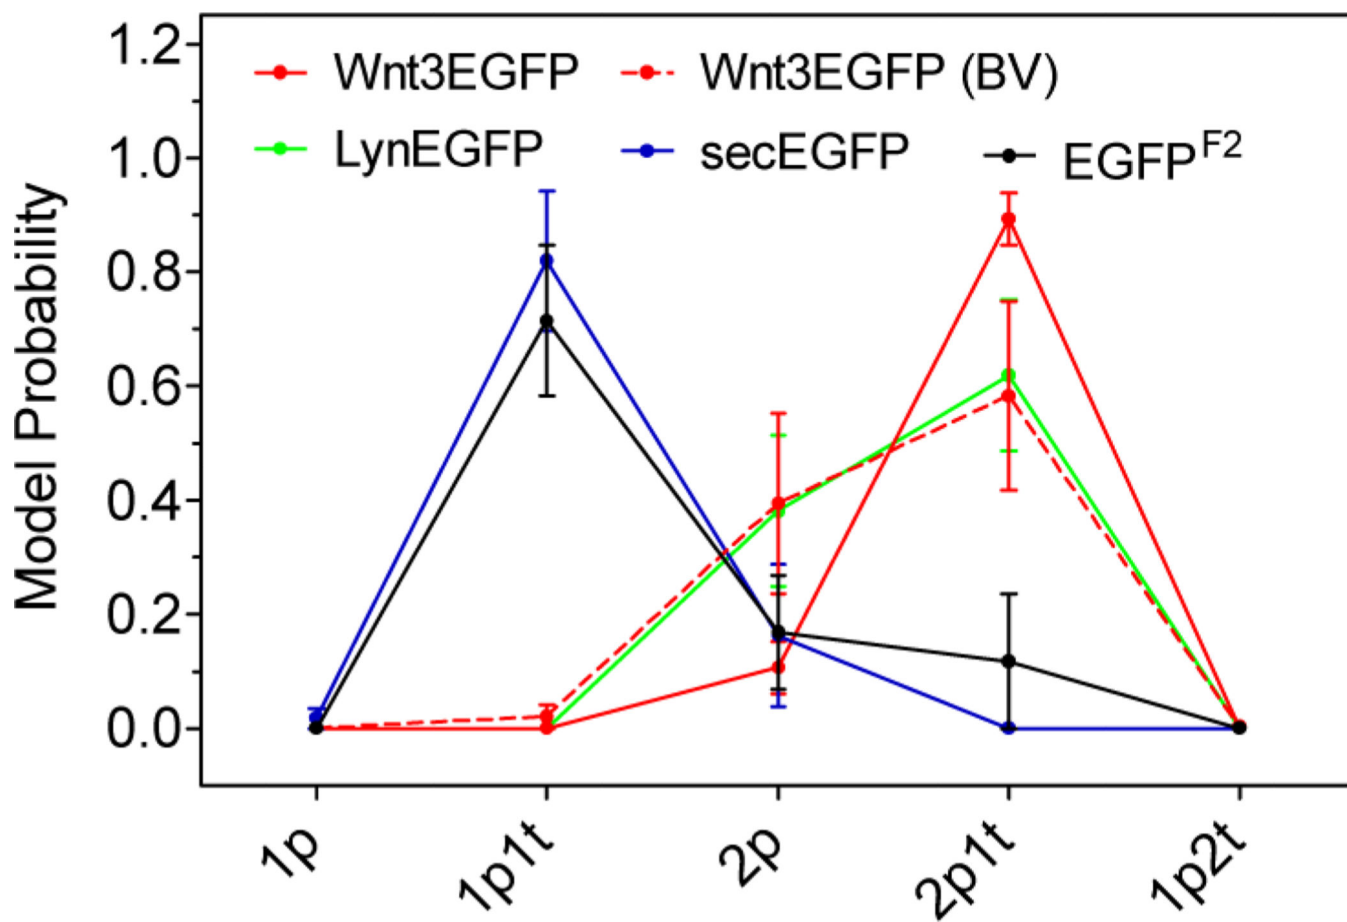 Model Probability
1.2
1.0
0.8
0.6
0.4
0.2
0.0
Wnt3EGFP
Wnt3EGFP (BV)
LynEGFP
secEGFP
EGFP^F2
1p
1p1t
2p
2p1t
1p2t